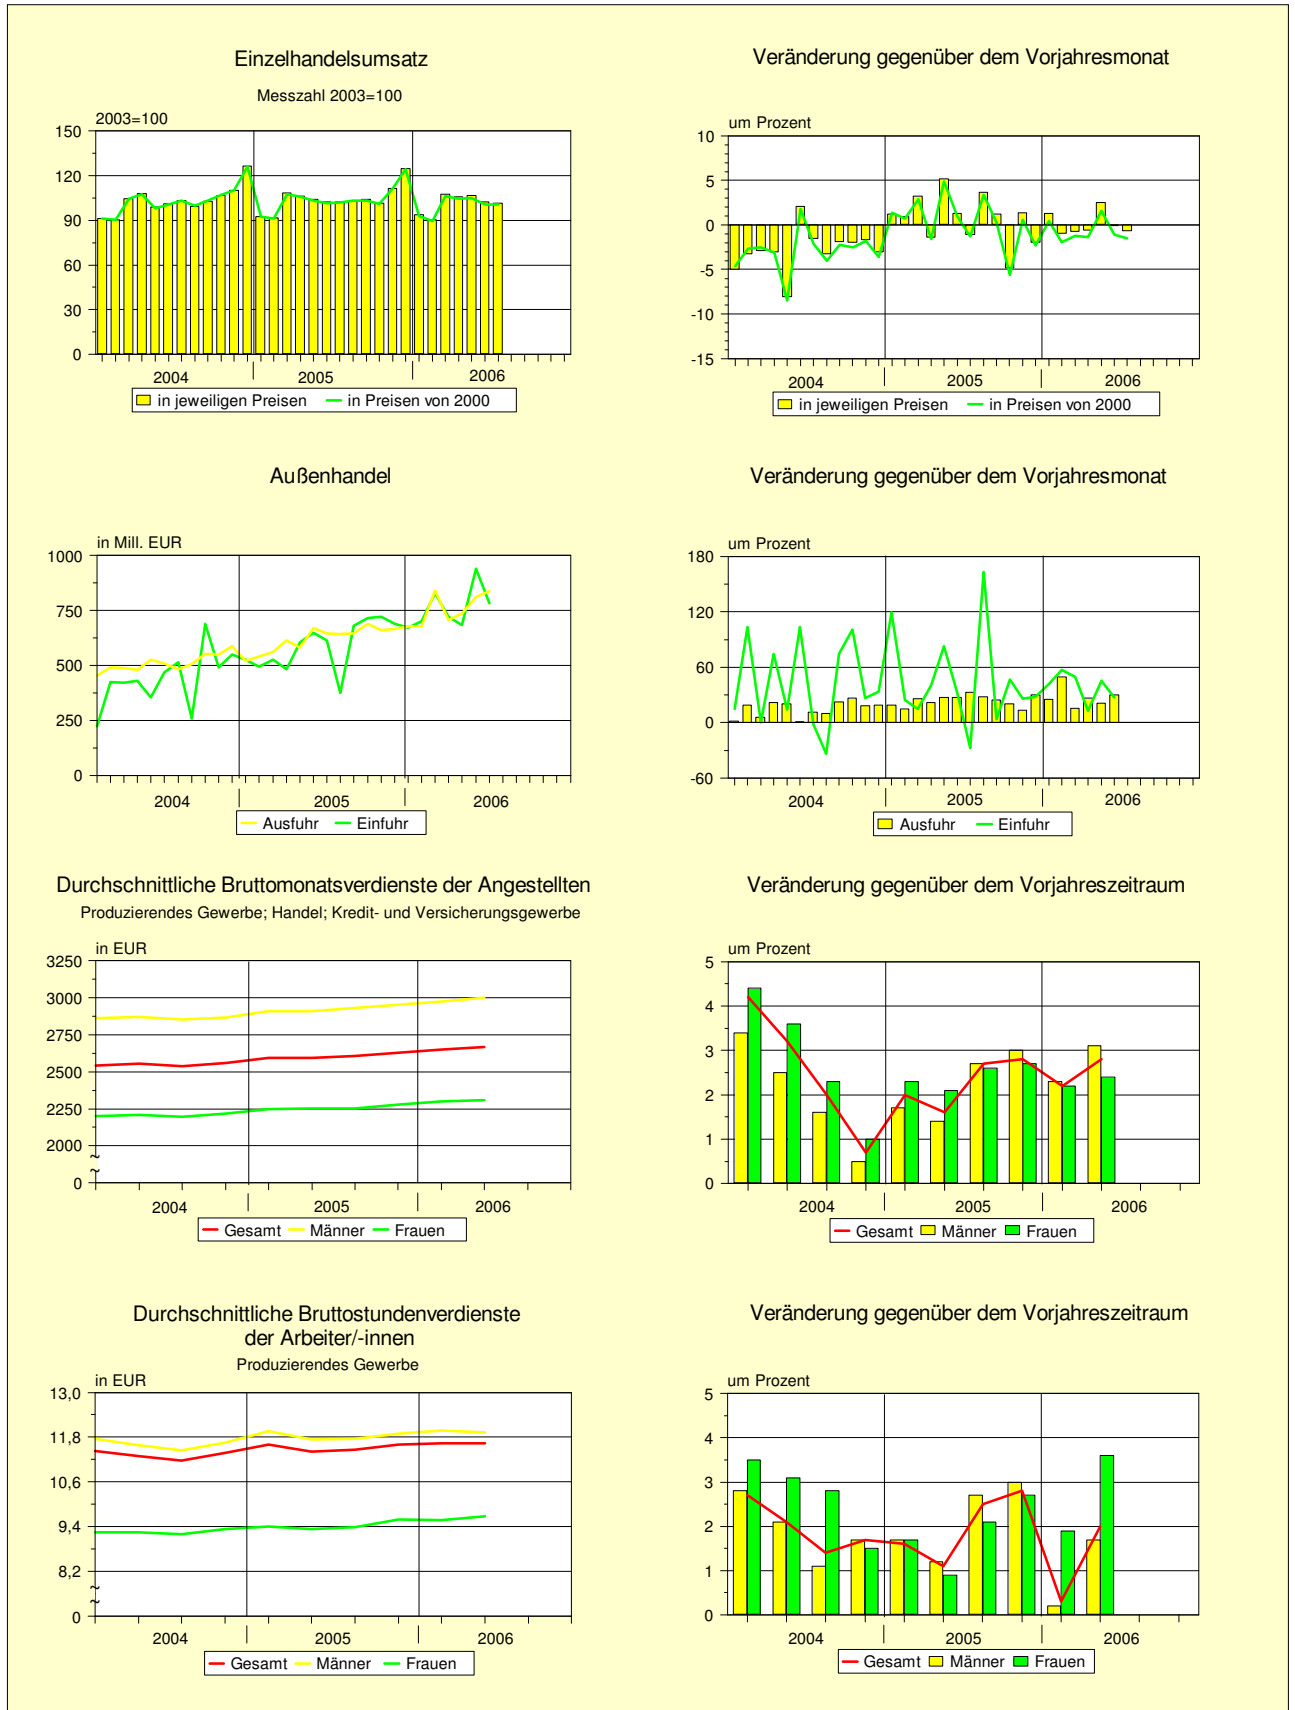 Einzelhandelsumsatz
Messzahl 2003=100
2003=100
150
120
90
60
30
0
2004
2005
2006
in jeweiligen Preisen
in Preisen von 2000
Veränderung gegenüber dem Vorjahresmonat
um Prozent
10
5
0
-5
-10
-15
2004
2005
2006
in jeweiligen Preisen
in Preisen von 2000
Außenhandel
in Mill. EUR
1000
750
500
250
0
2004
2005
2006
Ausfuhr
Einfuhr
Veränderung gegenüber dem Vorjahresmonat
um Prozent
180
120
60
0
-60
2004
2005
2006
Ausfuhr
Einfuhr
Durchschnittliche Bruttomonatsverdienste der Angestellten
Produzierendes Gewerbe; Handel; Kredit- und Versicherungsgewerbe
in EUR
3250
3000
2750
2500
2250
2000
~
~
0
2004
2005
2006
Gesamt
Männer
Frauen
Veränderung gegenüber dem Vorjahreszeitraum
um Prozent
5
4
3
2
1
0
2004
2005
2006
Gesamt
Männer
Frauen
Durchschnittliche Bruttostundenverdienste
der Arbeiter/-innen
Produzierendes Gewerbe
in EUR
13,0
11,8
10,6
9,4
8,2
~
~
0
2004
2005
2006
Gesamt
Männer
Frauen
Veränderung gegenüber dem Vorjahreszeitraum
um Prozent
5
4
3
2
1
0
2004
2005
2006
Gesamt
Männer
Frauen